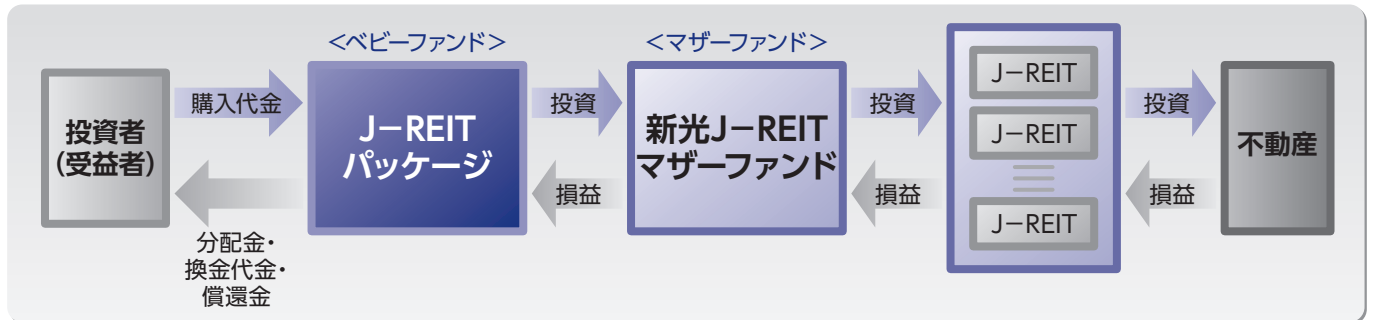 <ベビーファンド>
<マザーファンド>
投資者
(受益者)
購入代金
分配金・
換金代金・
償還金
J－REIT
パッケージ
投資
損益
新光J－REIT
マザーファンド
投資
損益
J－REIT
J－REIT
J－REIT
投資
損益
不動産